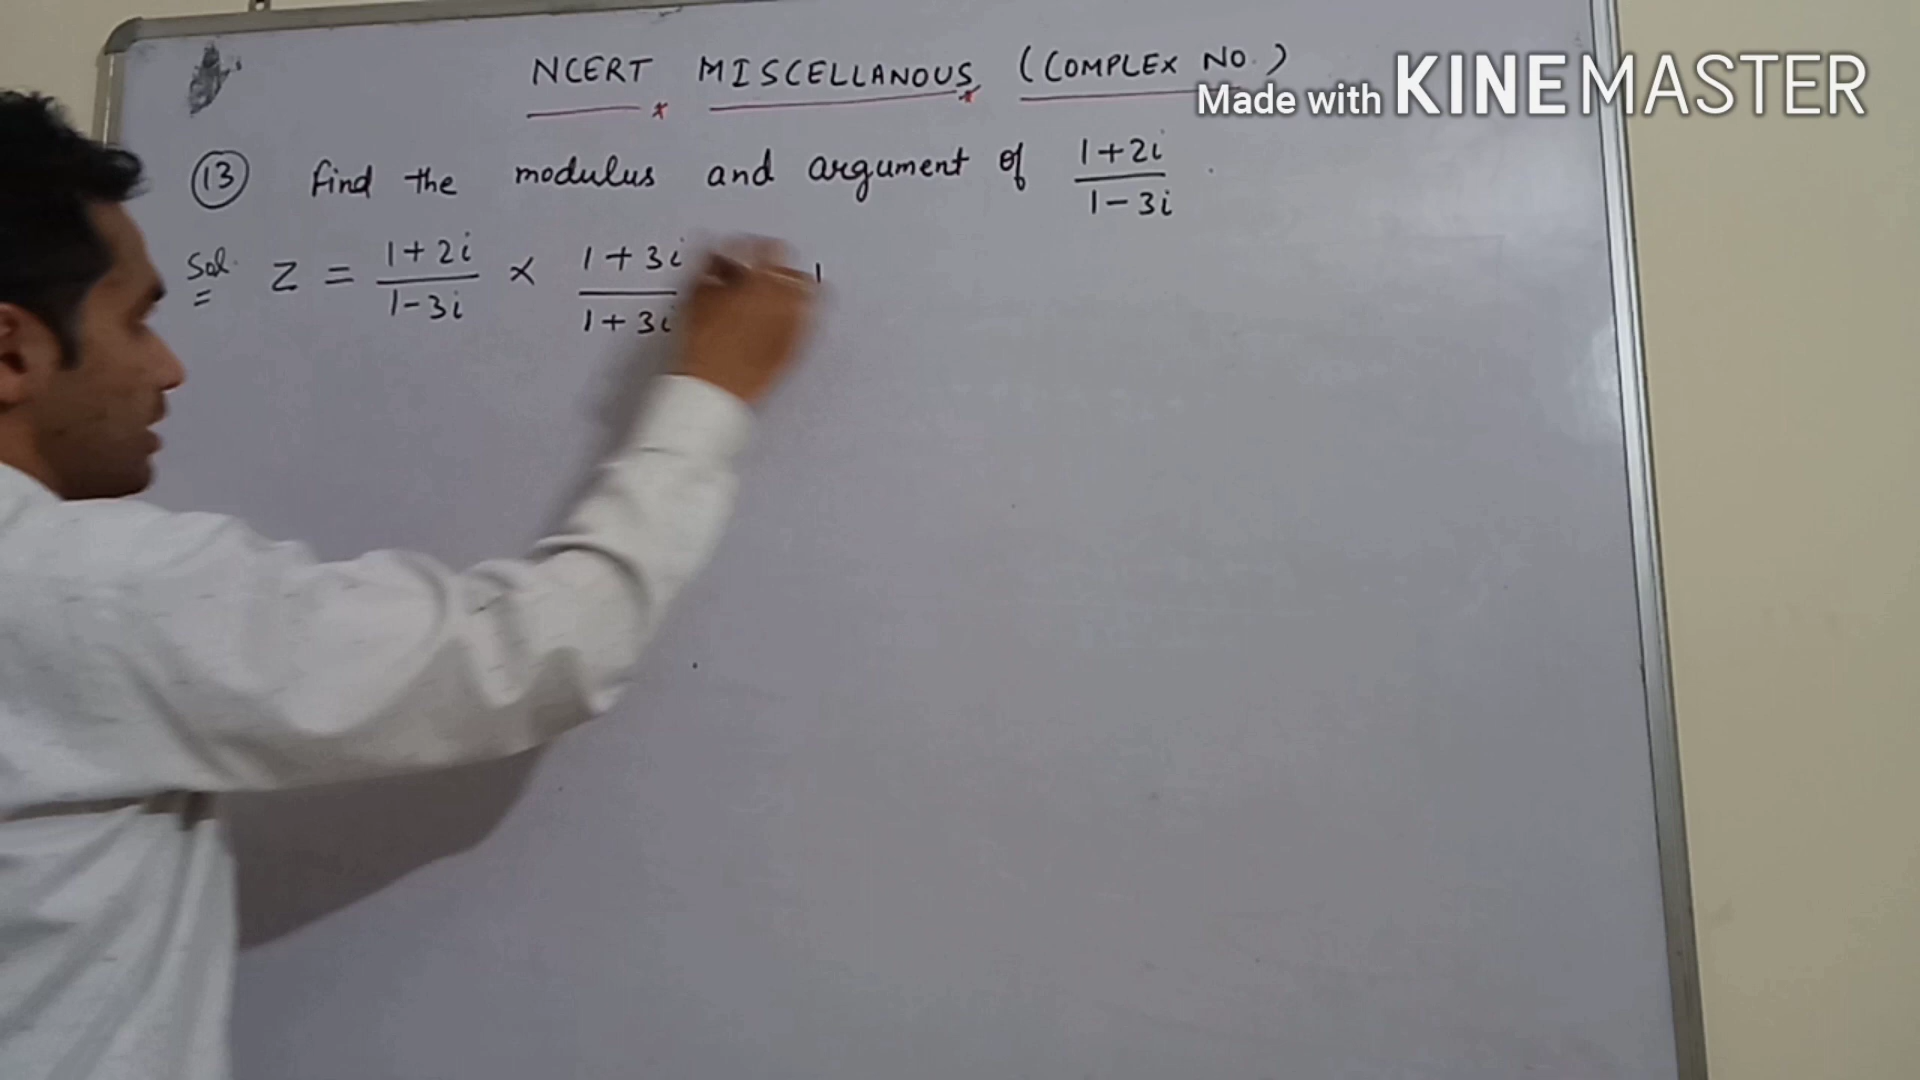 NCERT MISCELLANOUS (COMPLEX NO.)
Made with KINEMASTER
13 find the modulus and argument of 1+2i / 1-3i .
Sol. Z = 1+2i / 1-3i × 1+3i / 1+3i 1